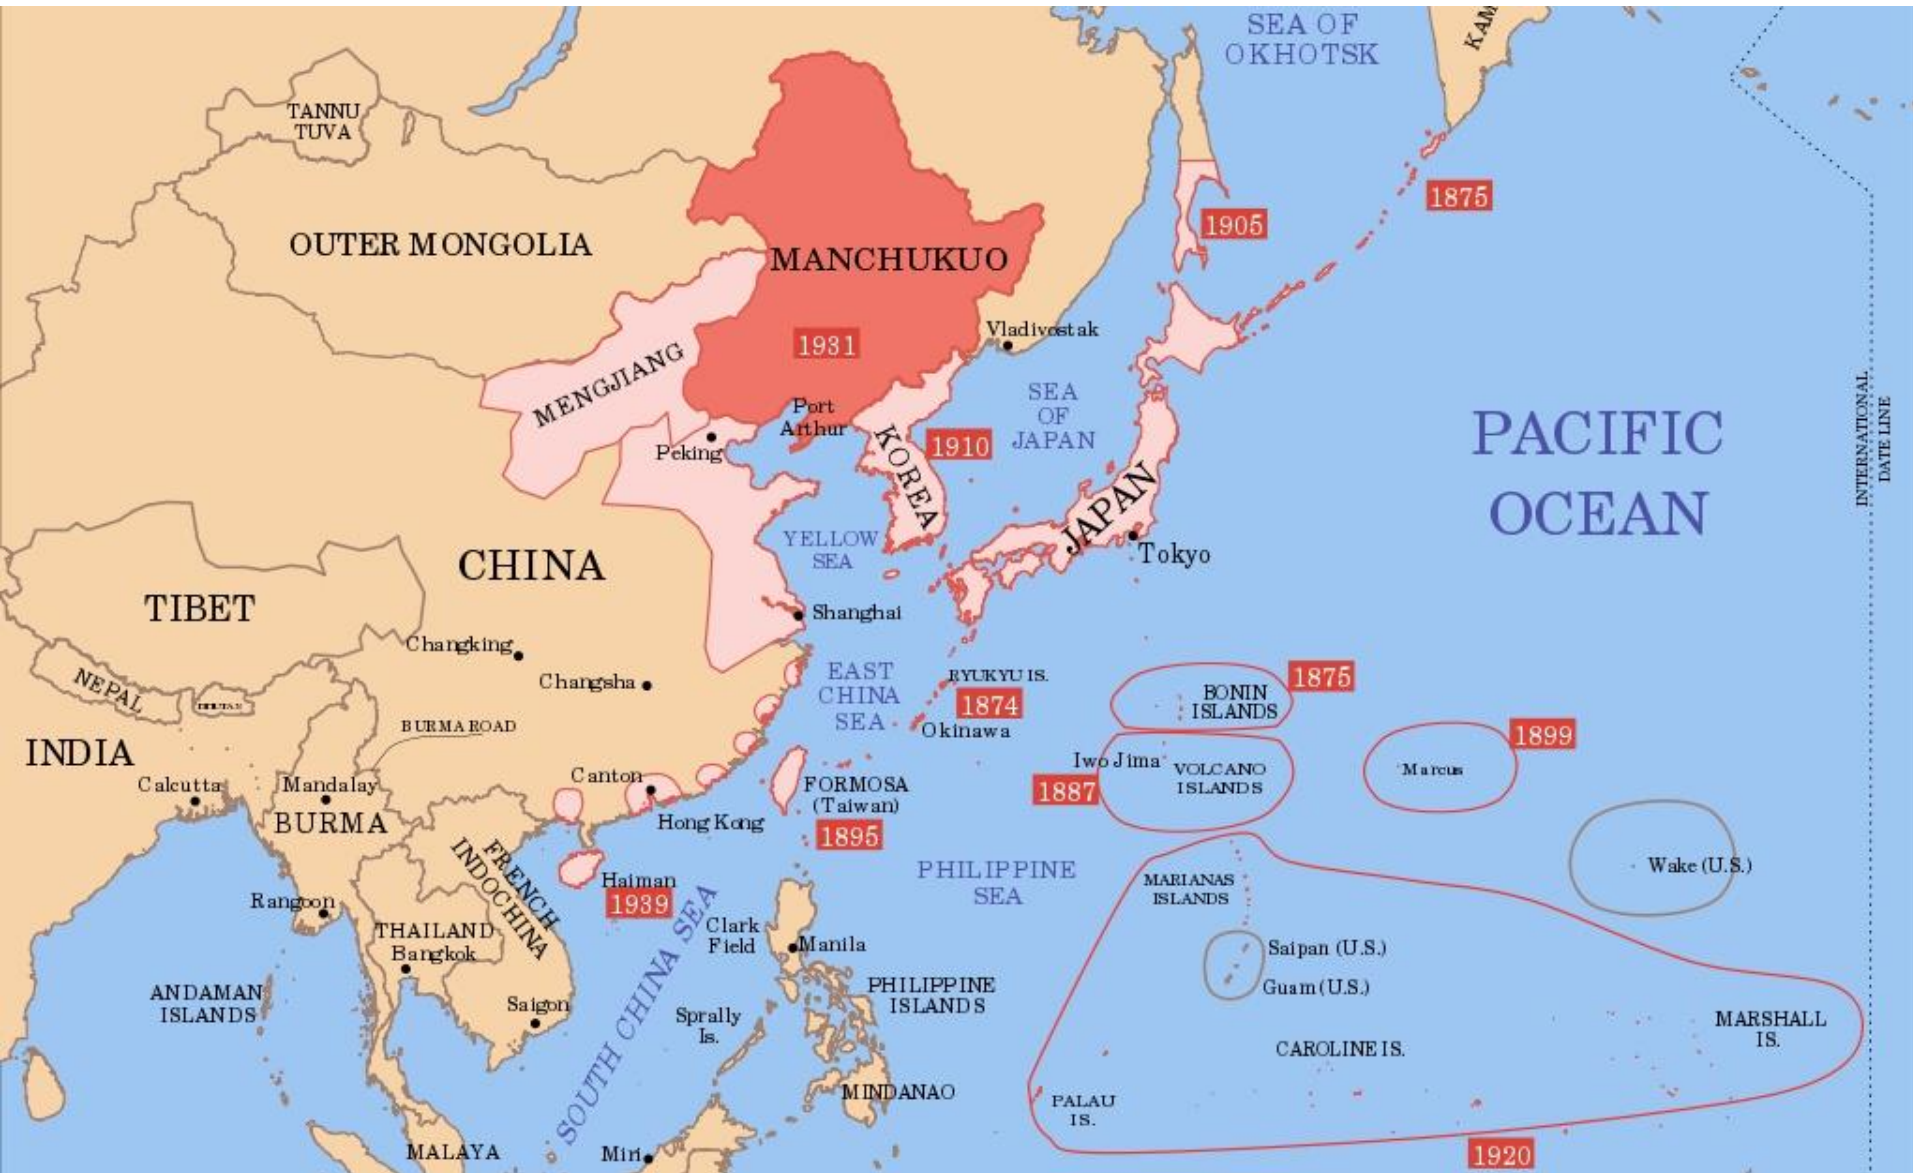 SEA OF
OKHOTSK
KAM
TANNU
TUVA
1875
1905
OUTER MONGOLIA
MANCHUKUO
Vladivostak
1931
MENGJIANG
Port
Arthur
SEA
OF
JAPAN
INTERNATIONAL
DATE LINE
PACIFIC
OCEAN
Peking
KOREA
1910
JAPAN
YELLOW
SEA
Tokyo
CHINA
TIBET
Shanghai
Changking
NEPAL
BHUTAN
Changsha
EAST
CHINA
SEA
RYUKYU IS.
1874
Okinawa
BONIN
ISLANDS
1875
BURMA ROAD
INDIA
1899
Iwo Jima
VOLCANO
ISLANDS
1887
Marcus
Calcutta
Mandalay
Canton
FORMOSA
(Taiwan)
1895
BURMA
Hong Kong
FRENCH
INDOCHINA
PHILIPPINE
SEA
Wake (U.S.)
Haiman
1939
MARIANAS
ISLANDS
Rangoon
THAILAND
Bangkok
SOUTH CHINA SEA
Clark
Field
Manila
Saipan (U.S.)
Guam (U.S.)
ANDAMAN
ISLANDS
Saigon
PHILIPPINE
ISLANDS
Sprally
Is.
MARSHALL
IS.
CAROLINE IS.
MINDANAO
PALAU
IS.
MALAYA
Miri
1920